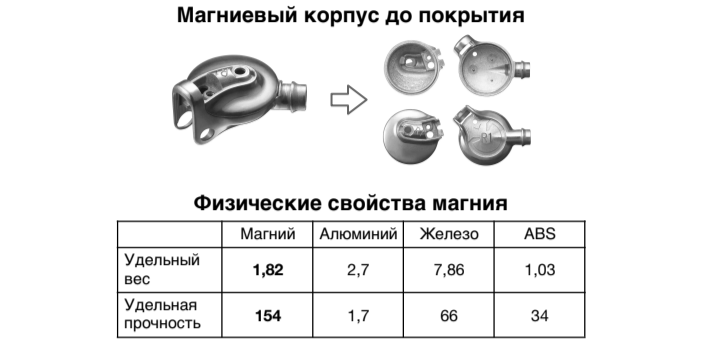 Магниевый корпус до покрытия
Физические свойства магния
Магний Алюминий Железо ABS
Удельный вес 1,82 2,7 7,86 1,03
Удельная прочность 154 1,7 66 34